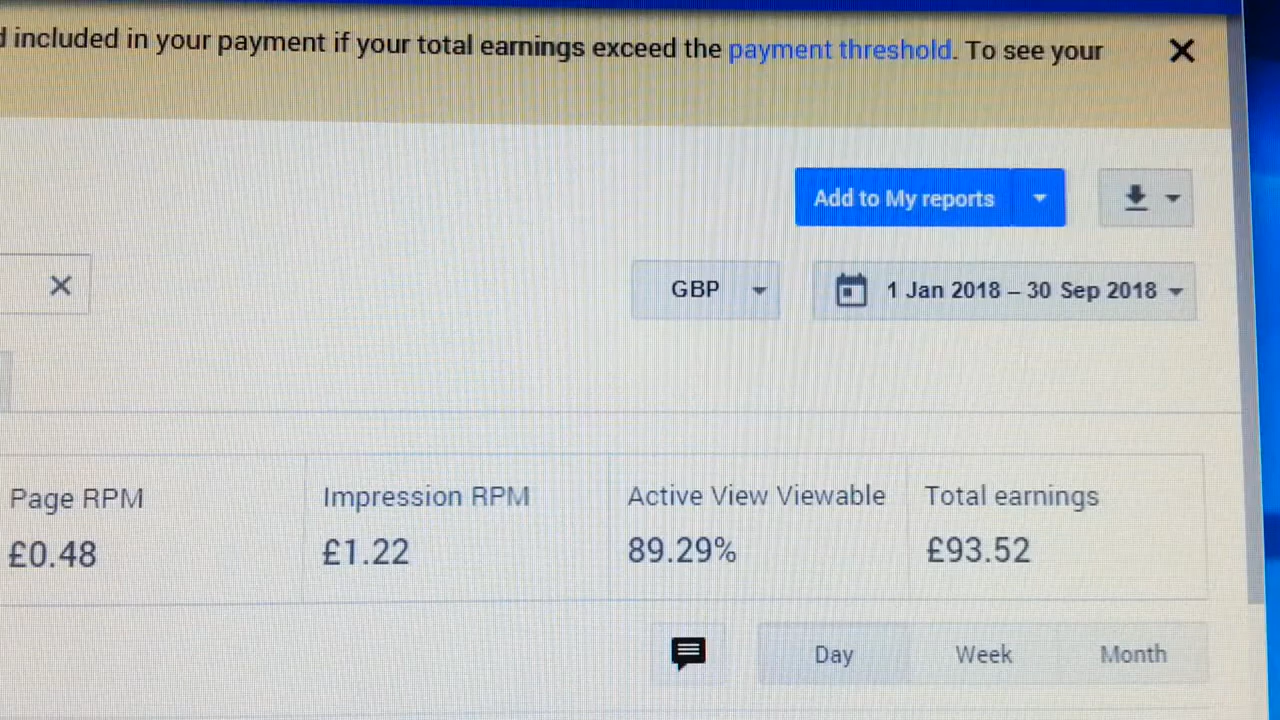 included in your payment if your total earnings exceed the payment threshold. To see your
Add to My reports
GBP
1 Jan 2018 – 30 Sep 2018
Page RPM
Impression RPM
Active View Viewable
Total earnings
£0.48
£1.22
89.29%
£93.52
Day
Week
Month